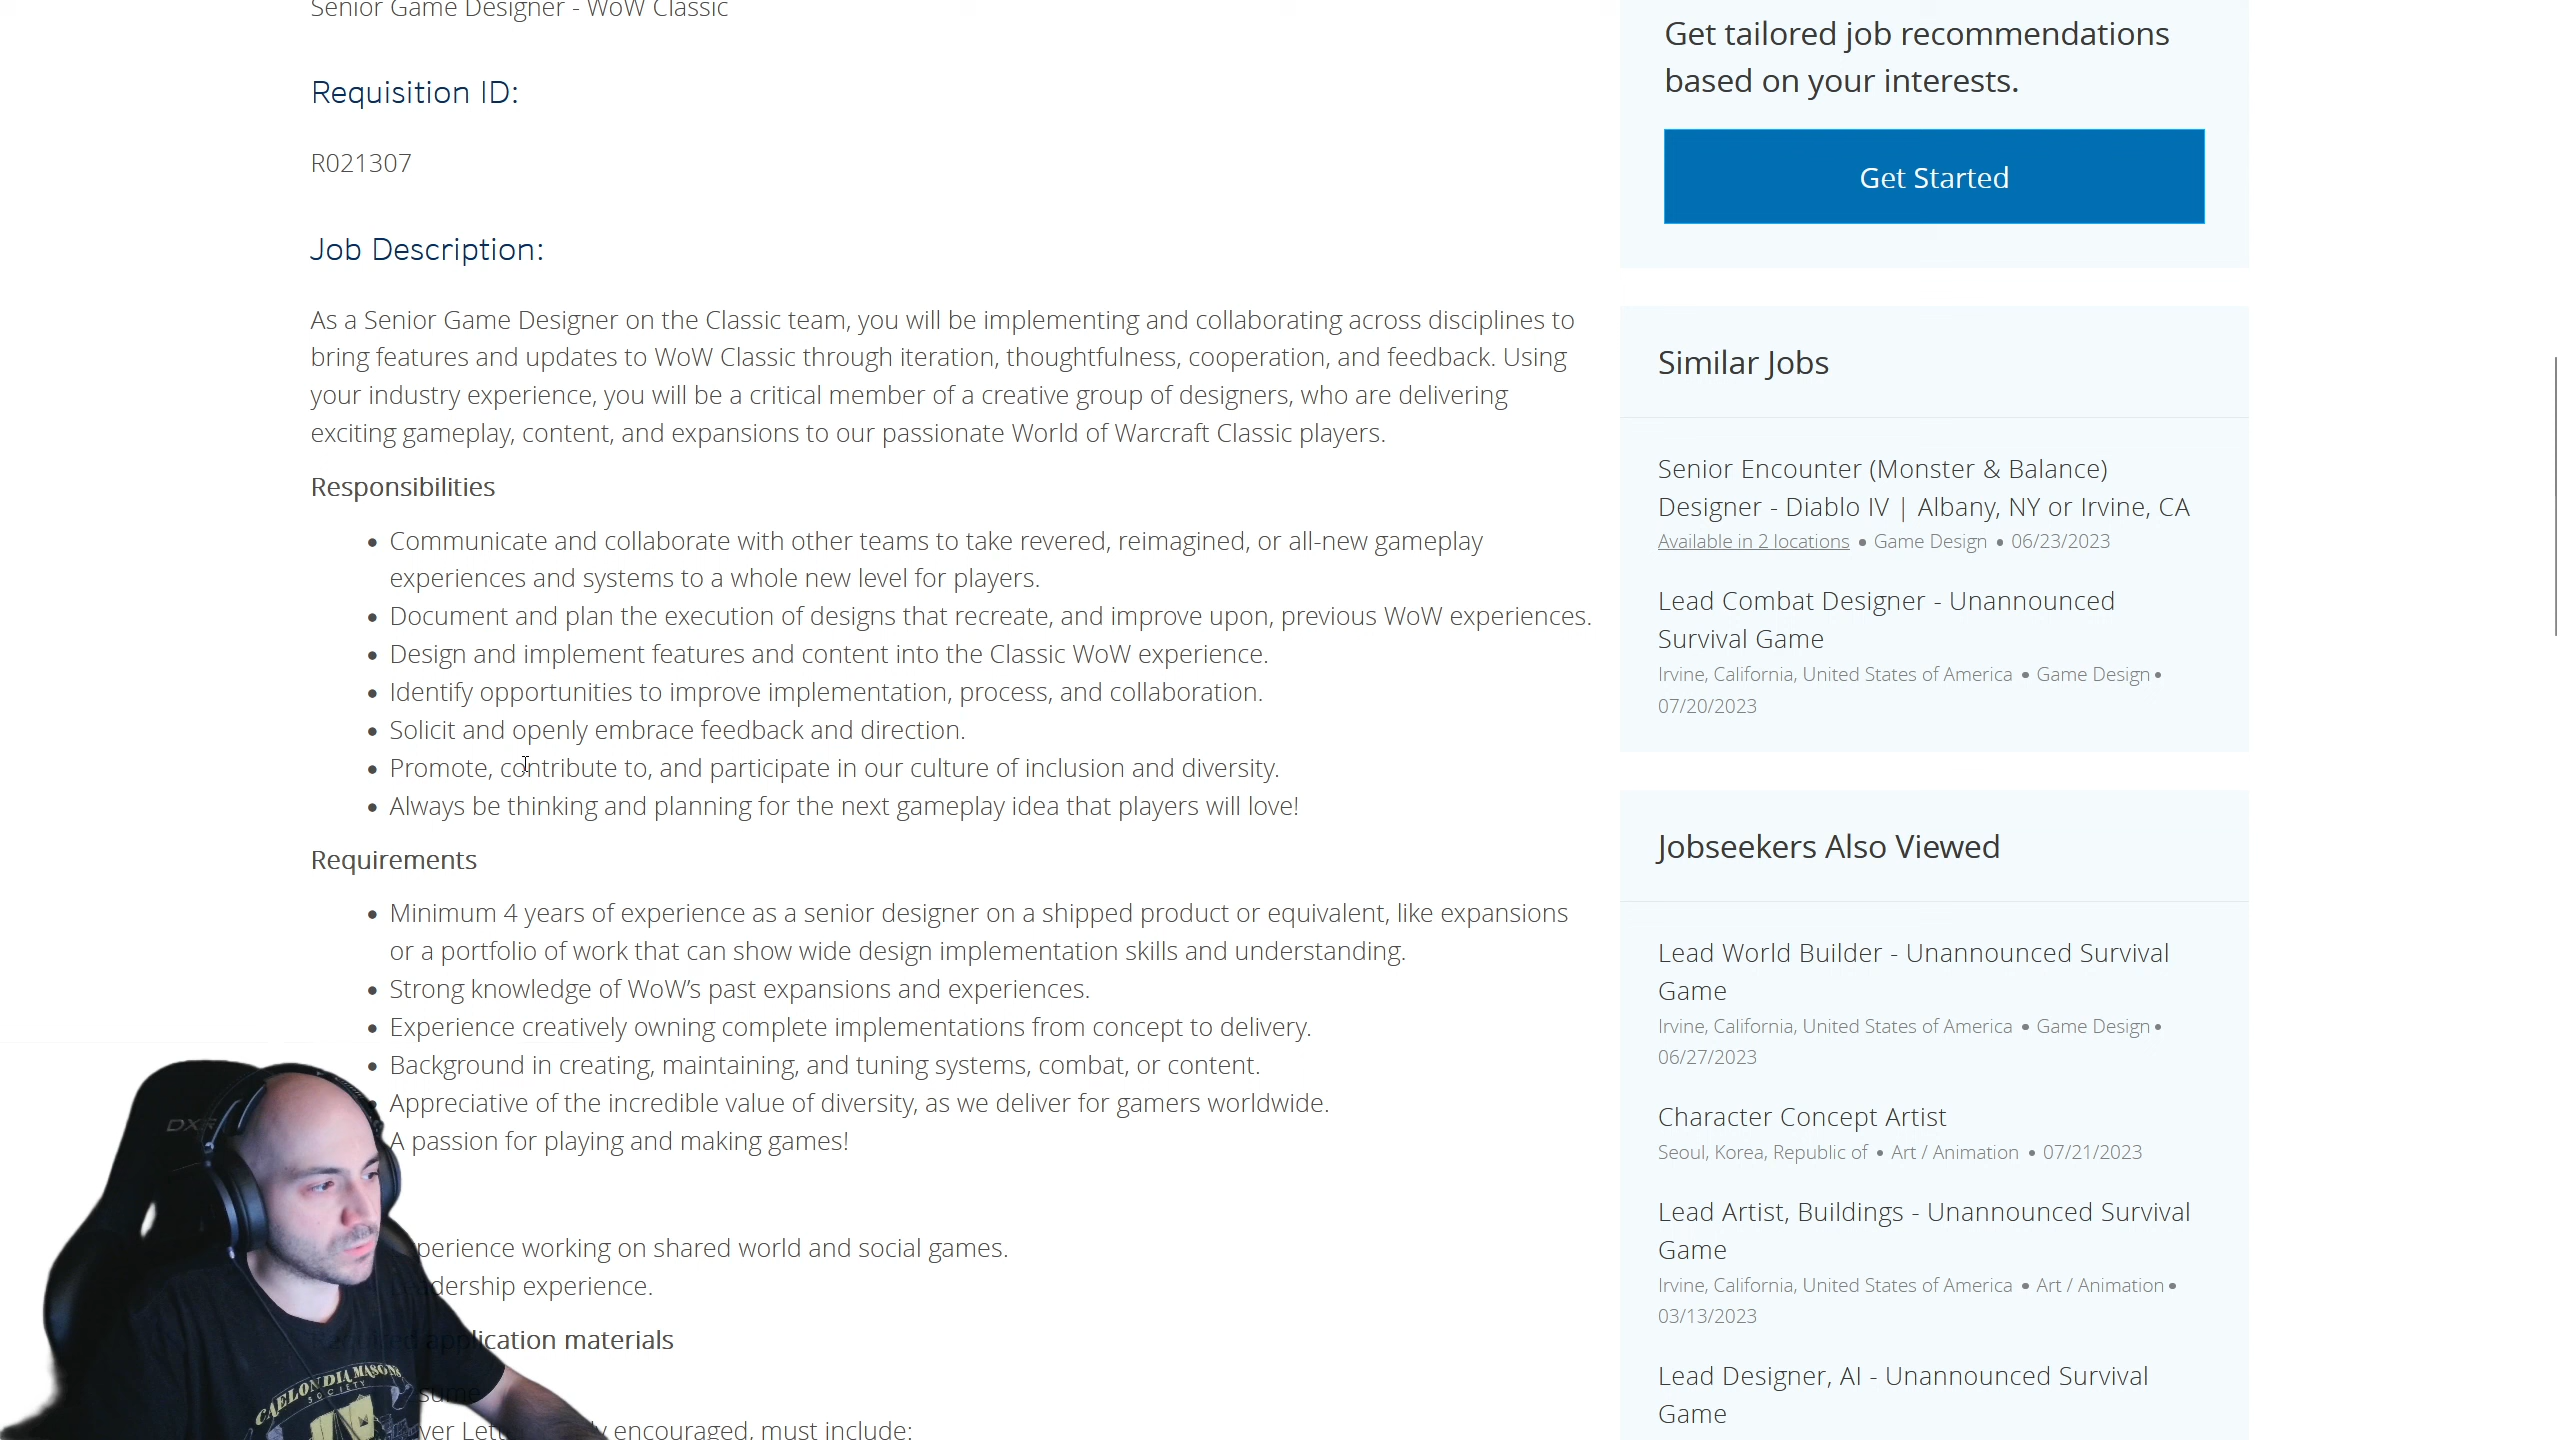 Senior Game Designer - WoW Classic
Requisition ID:
R021307
Job Description:
As a Senior Game Designer on the Classic team, you will be implementing and collaborating across disciplines to
bring features and updates to WoW Classic through iteration, thoughtfulness, cooperation, and feedback. Using
your industry experience, you will be a critical member of a creative group of designers, who are delivering
exciting gameplay, content, and expansions to our passionate World of Warcraft Classic players.
Responsibilities
Communicate and collaborate with other teams to take revered, reimagined, or all-new gameplay
experiences and systems to a whole new level for players.
Document and plan the execution of designs that recreate, and improve upon, previous WoW experiences.
Design and implement features and content into the Classic WoW experience.
Identify opportunities to improve implementation, process, and collaboration.
Solicit and openly embrace feedback and direction.
Promote, contribute to, and participate in our culture of inclusion and diversity.
Always be thinking and planning for the next gameplay idea that players will love!
Requirements
Minimum 4 years of experience as a senior designer on a shipped product or equivalent, like expansions
or a portfolio of work that can show wide design implementation skills and understanding.
Strong knowledge of WoW’s past expansions and experiences.
Experience creatively owning complete implementations from concept to delivery.
Background in creating, maintaining, and tuning systems, combat, or content.
Appreciative of the incredible value of diversity, as we deliver for gamers worldwide.
A passion for playing and making games!
perience working on shared world and social games.
dership experience.
application materials
sume
ver encouraged, must include:
Get tailored job recommendations
based on your interests.
Get Started
Similar Jobs
Senior Encounter (Monster & Balance)
Designer - Diablo IV | Albany, NY or Irvine, CA
Available in 2 locations • Game Design • 06/23/2023
Lead Combat Designer - Unannounced
Survival Game
Irvine, California, United States of America • Game Design •
07/20/2023
Jobseekers Also Viewed
Lead World Builder - Unannounced Survival
Game
Irvine, California, United States of America • Game Design •
06/27/2023
Character Concept Artist
Seoul, Korea, Republic of • Art / Animation • 07/21/2023
Lead Artist, Buildings - Unannounced Survival
Game
Irvine, California, United States of America • Art / Animation •
03/13/2023
Lead Designer, AI - Unannounced Survival
Game
DXR
CAELONDIA MASONS
SOCIETY